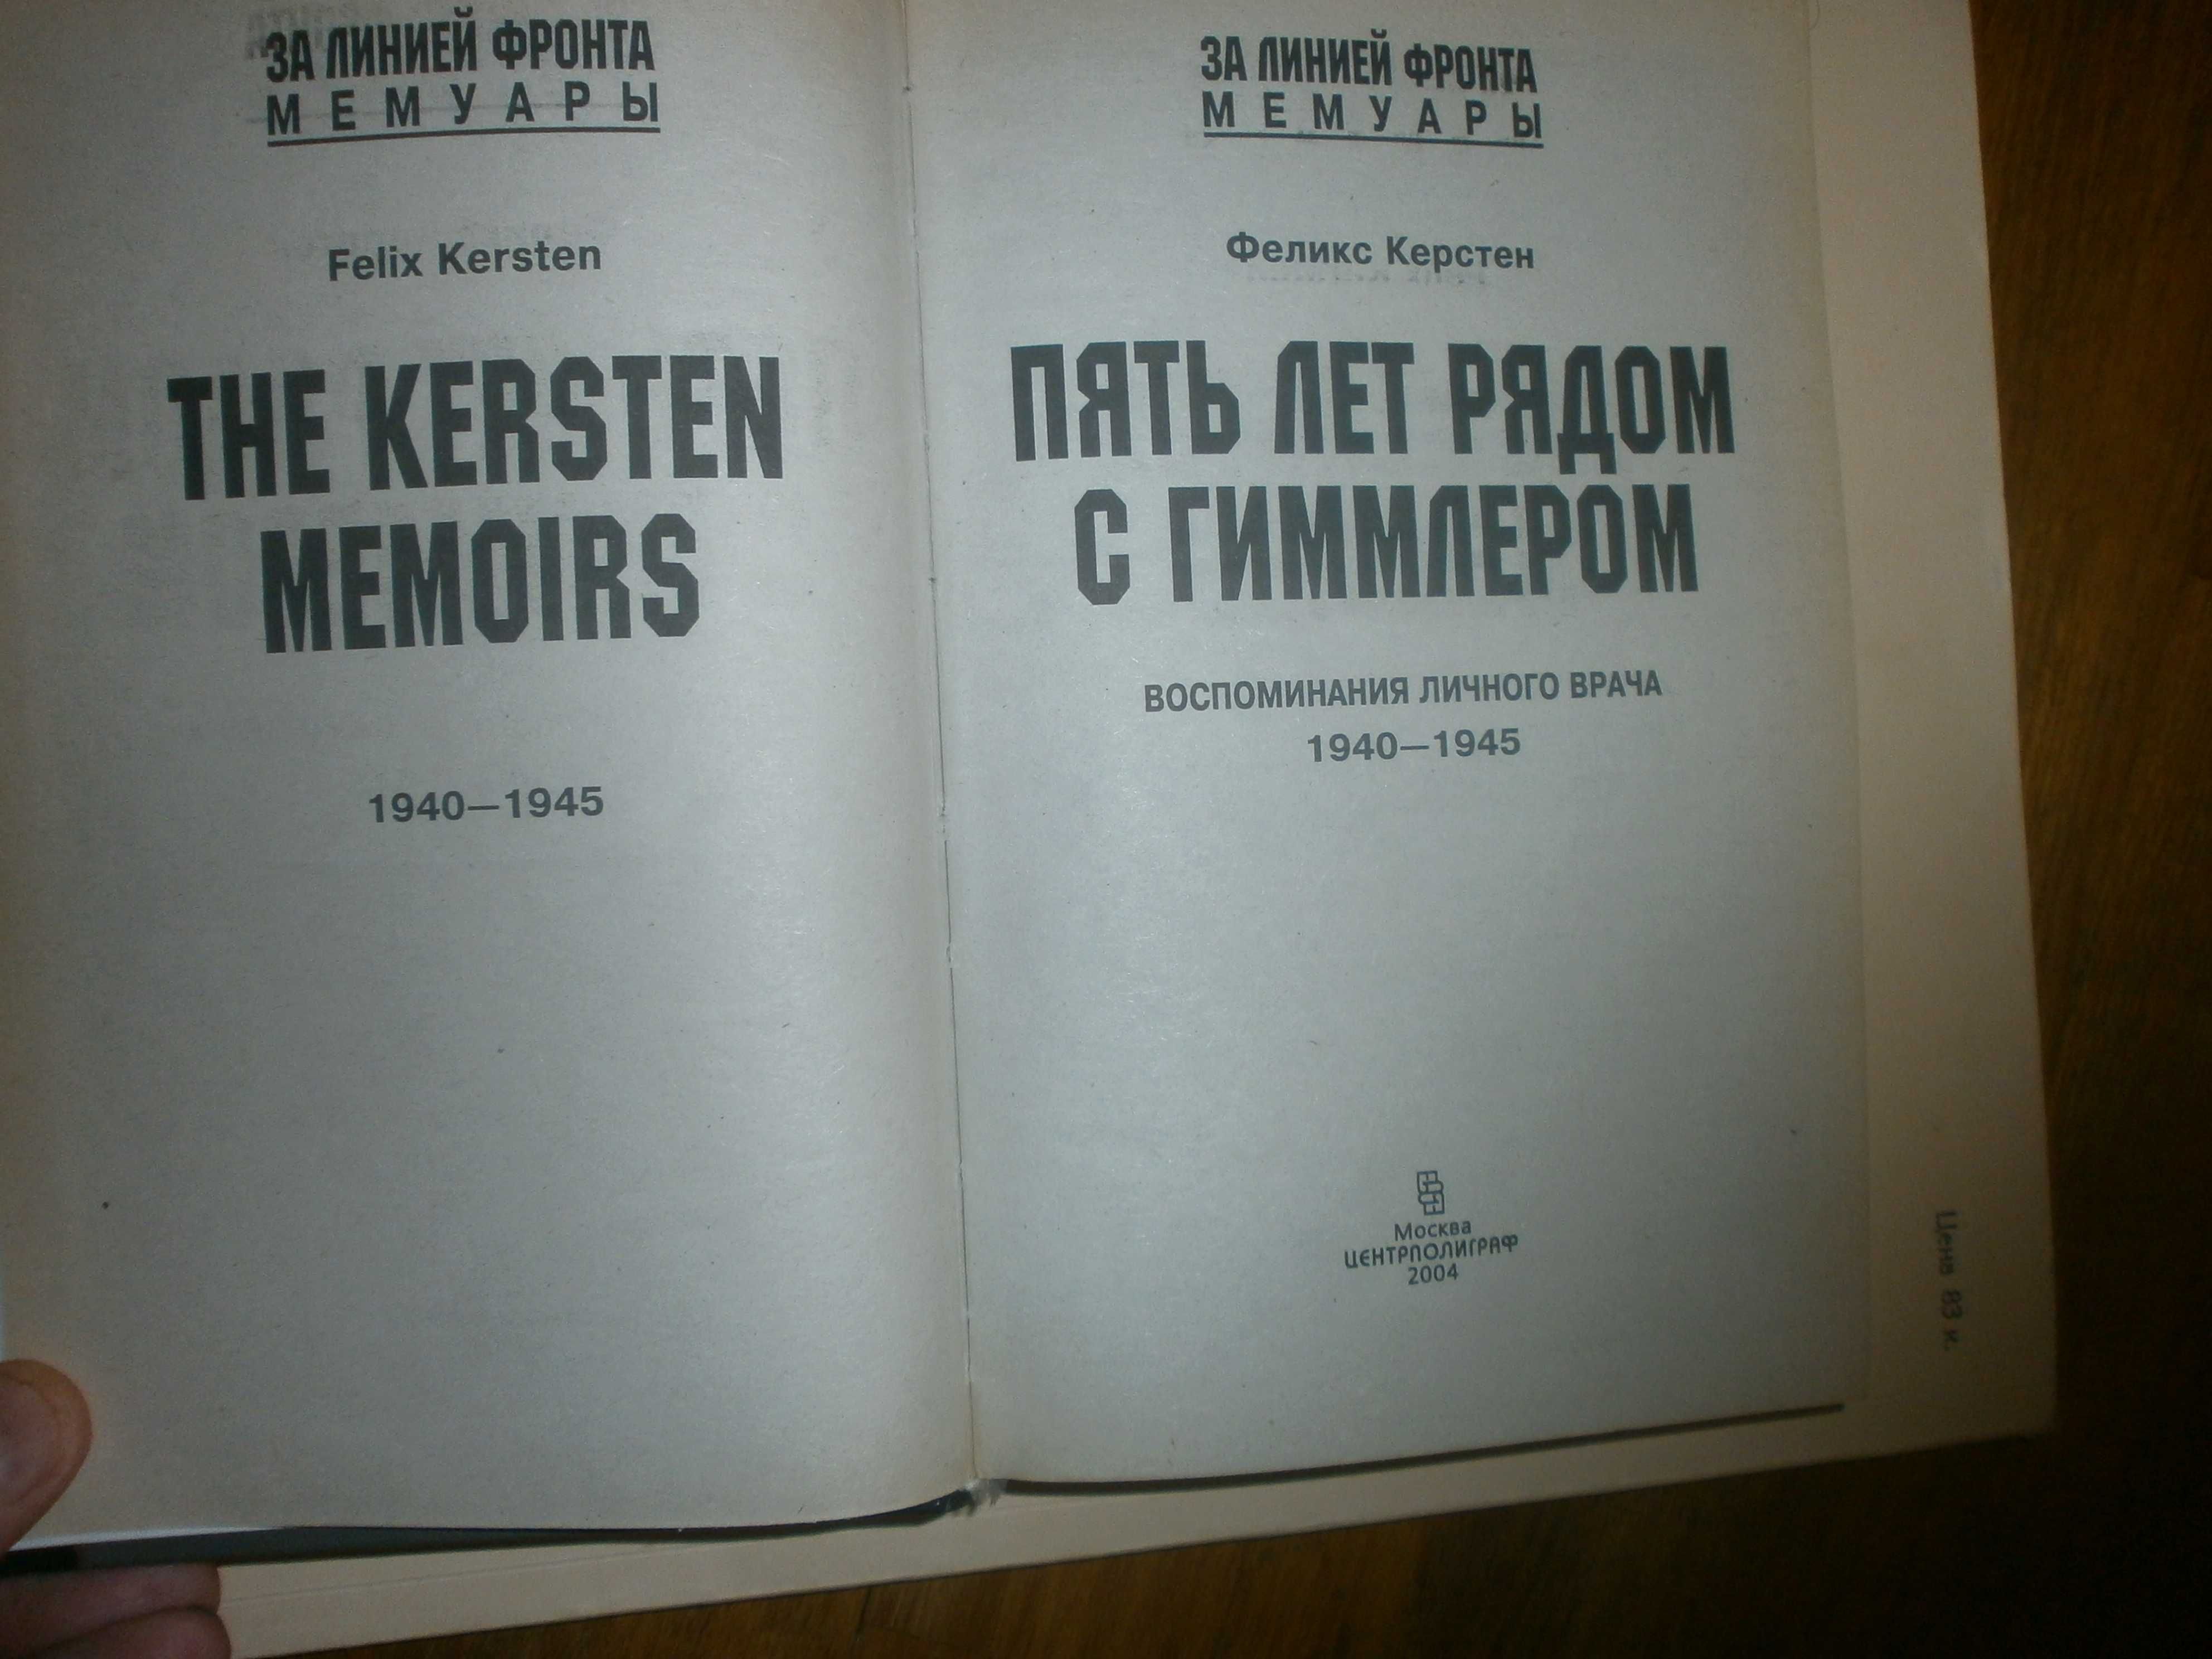 ЗА ЛИНИЕЙ ФРОНТА
МЕМУАРЫ
Felix Kersten
THE KERSTEN
MEMOIRS
1940—1945
ЗА ЛИНИЕЙ ФРОНТА
МЕМУАРЫ
Феликс Керстен
ПЯТЬ ЛЕТ РЯДОМ
С ГИММЛЕРОМ
ВОСПОМИНАНИЯ ЛИЧНОГО ВРАЧА
1940—1945
Москва
ЦЕНТРПОЛИГРАФ
2004
Цена 83 к.